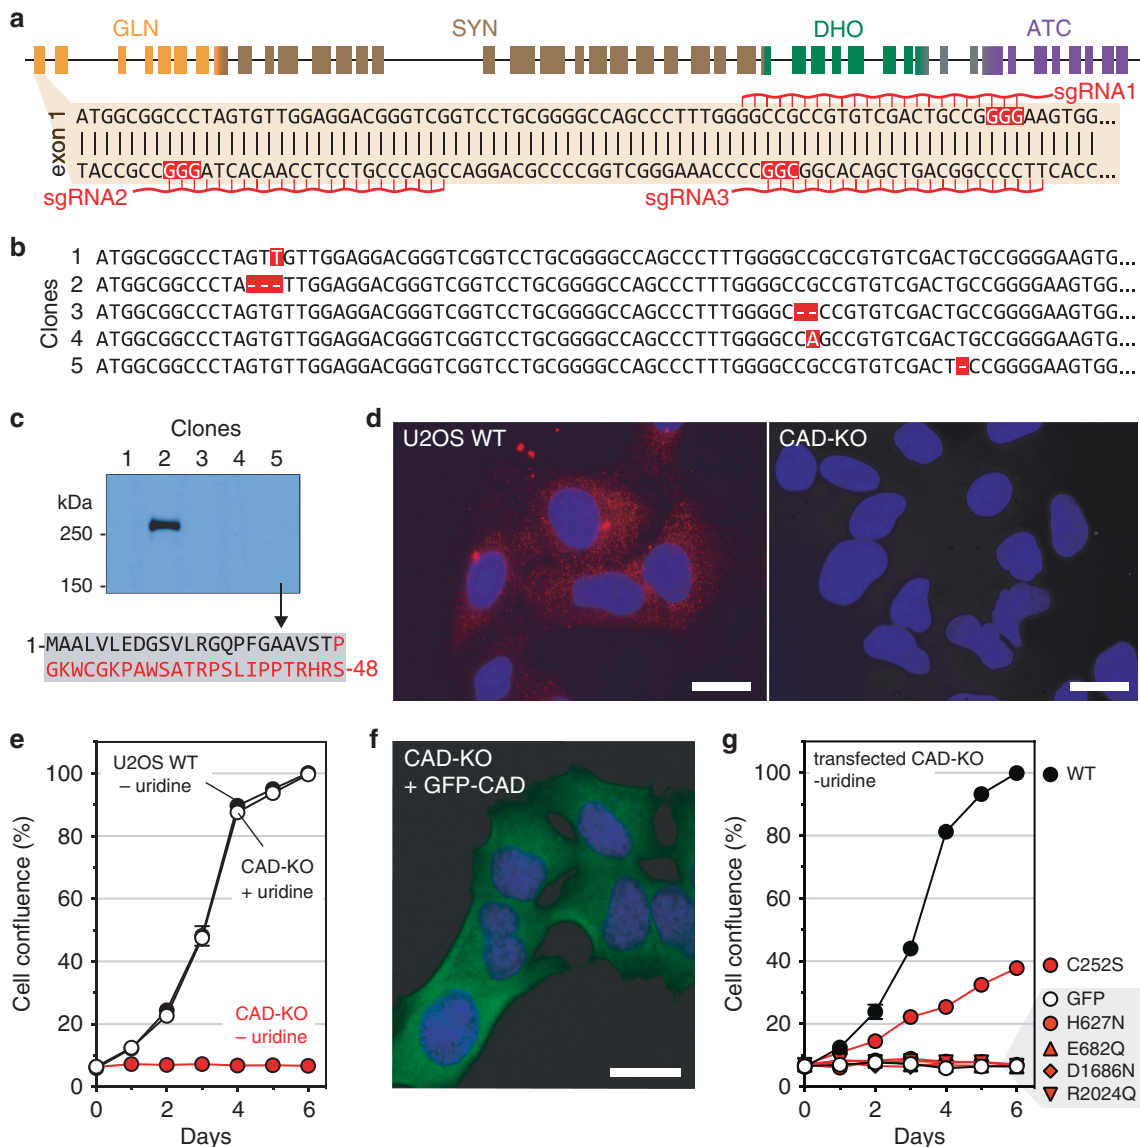 a
GLN SYN DHO ATC
sgRNA1
exon 1
ATGGCGGCCCTAGTGTTGGAGGACGGGTCGGTCCTGCGGGGCCAGCCCTTTGGGGCCGCCGTGTCGACTGCCGGGGAAGTGG...
TACCGCCGGGATCACAACCTCCTGCCCAGCCAGGACGCCCCGGTCGGGAAACCCCGGCGGCACAGCTGACGGCCCCTTCACC...
sgRNA2 sgRNA3
b
Clones
1 ATGGCGGCCCTAGTTGTTGGAGGACGGGTCGGTCCTGCGGGGCCAGCCCTTTGGGGCCGCCGTGTCGACTGCCGGGGAAGTG...
2 ATGGCGGCCCTA---TTGGAGGACGGGTCGGTCCTGCGGGGCCAGCCCTTTGGGGCCGCCGTGTCGACTGCCGGGGAAGTGG...
3 ATGGCGGCCCTAGTGTTGGAGGACGGGTCGGTCCTGCGGGGCCAGCCCTTTGGGGC--CCGTGTCGACTGCCGGGGAAGTGG...
4 ATGGCGGCCCTAGTGTTGGAGGACGGGTCGGTCCTGCGGGGCCAGCCCTTTGGGGCCAGCCGTGTCGACTGCCGGGGAAGTG...
5 ATGGCGGCCCTAGTGTTGGAGGACGGGTCGGTCCTGCGGGGCCAGCCCTTTGGGGCCGCCGTGTCGACT-CCGGGGAAGTGG...
c
Clones
1 2 3 4 5
kDa
250
150
1-MAALVLEDGSVLRGQPFGAAVSTP
GKWCGKPAWSATRPSLIPPTRHRS-48
d
U2OS WT
CAD-KO
e
Cell confluence (%)
100
80
60
40
20
0
U2OS WT
– uridine
CAD-KO
+ uridine
CAD-KO
– uridine
0 2 4 6
Days
f
CAD-KO
+ GFP-CAD
g
Cell confluence (%)
100
80
60
40
20
0
transfected CAD-KO
-uridine
WT
C252S
GFP
H627N
E682Q
D1686N
R2024Q
0 2 4 6
Days